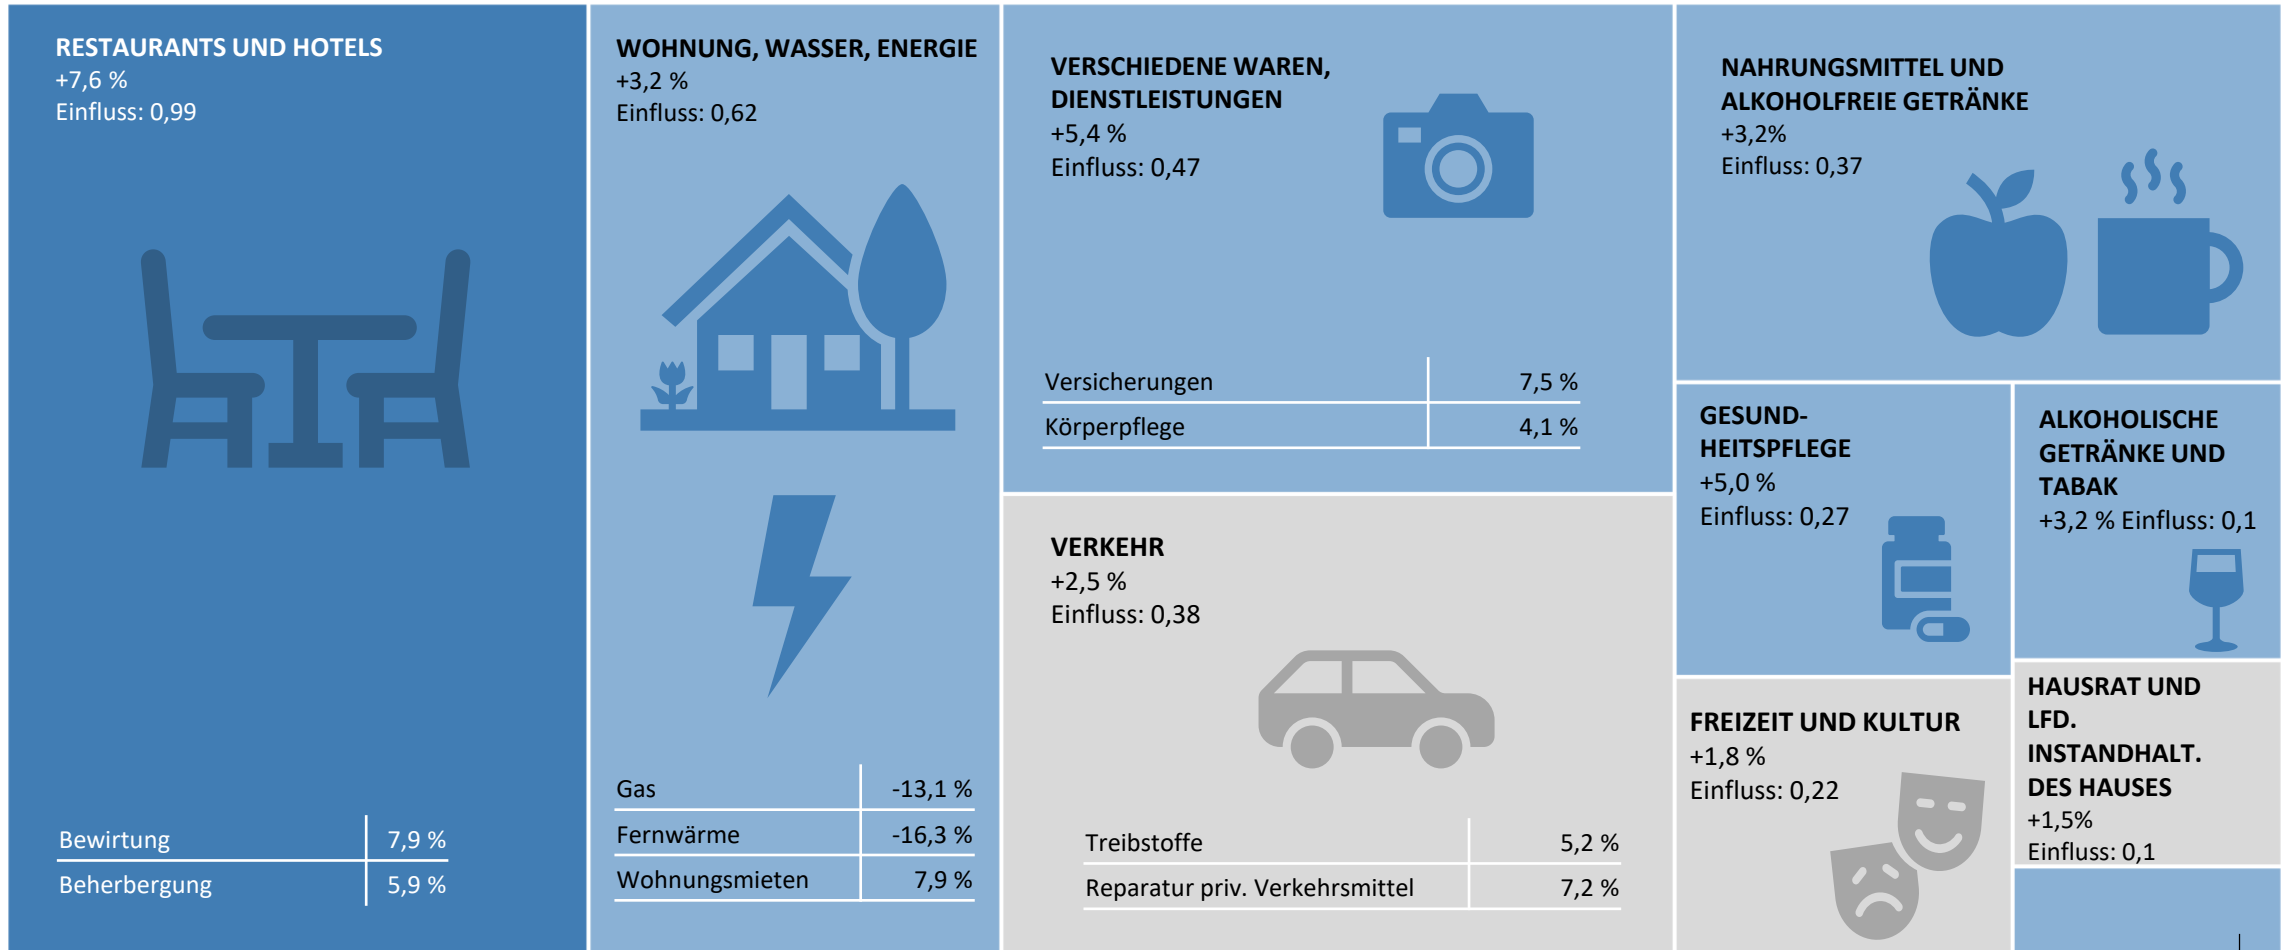 RESTAURANTS UND HOTELS
+7,6 %
Einfluss: 0,99
Bewirtung 7,9 %
Beherbergung 5,9 %
WOHNUNG, WASSER, ENERGIE
+3,2 %
Einfluss: 0,62
Gas -13,1 %
Fernwärme -16,3 %
Wohnungsmieten 7,9 %
VERSCHIEDENE WAREN,
DIENSTLEISTUNGEN
+5,4 %
Einfluss: 0,47
Versicherungen 7,5 %
Körperpflege 4,1 %
VERKEHR
+2,5 %
Einfluss: 0,38
Treibstoffe 5,2 %
Reparatur priv. Verkehrsmittel 7,2 %
NAHRUNGSMITTEL UND
ALKOHOLFREIE GETRÄNKE
+3,2%
Einfluss: 0,37
GESUND-
HEITSPFLEGE
+5,0 %
Einfluss: 0,27
ALKOHOLISCHE
GETRÄNKE UND
TABAK
+3,2 % Einfluss: 0,1
FREIZEIT UND KULTUR
+1,8 %
Einfluss: 0,22
HAUSRAT UND
LFD.
INSTANDHALT.
DES HAUSES
+1,5%
Einfluss: 0,1